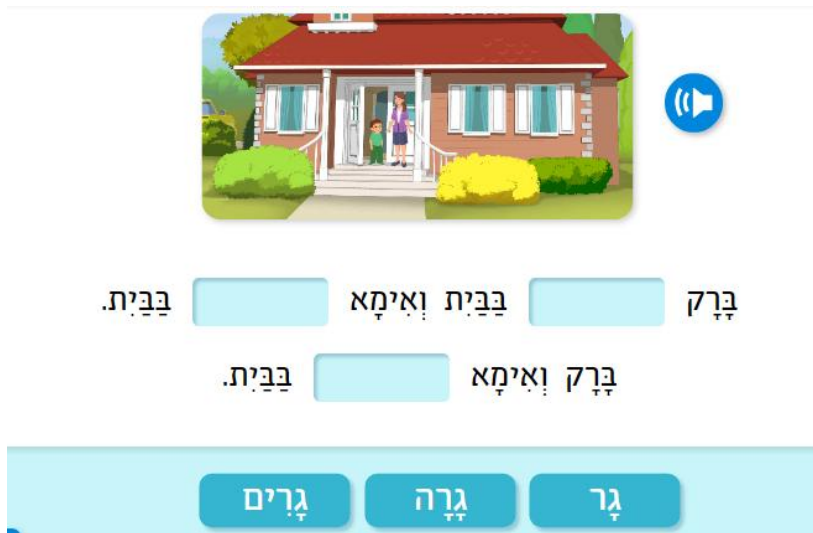 בָּרָק בַּבַּיִת וְאִימָא בַּבַּיִת.
בָּרָק וְאִימָא בַּבַּיִת.
גָר גָרָה גָרִים